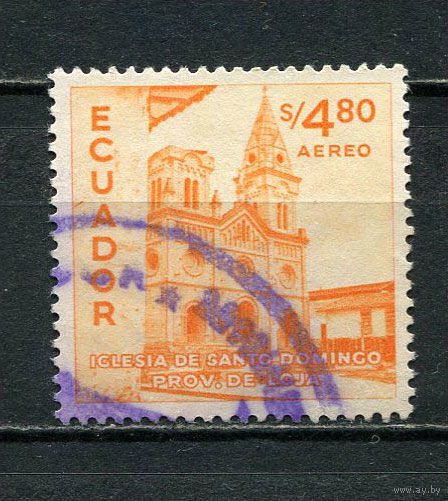 ECUADOR
S/4.80
AEREO
IGLESIA DE SANTO DOMINGO
PROV. DE LOJA
www.ay.by